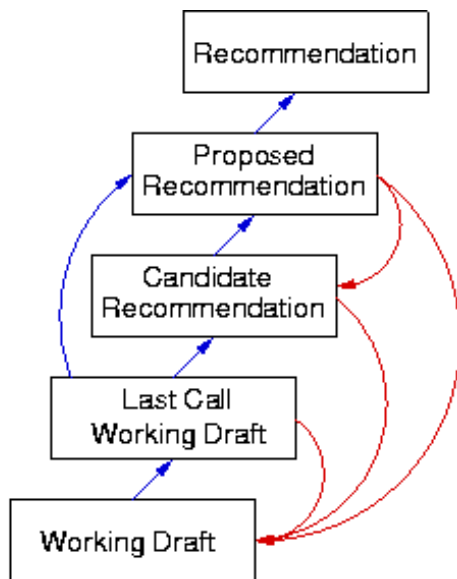 Recommendation
Proposed
Recommendation
Candidate
Recommendation
Last Call
Working Draft
Working Draft